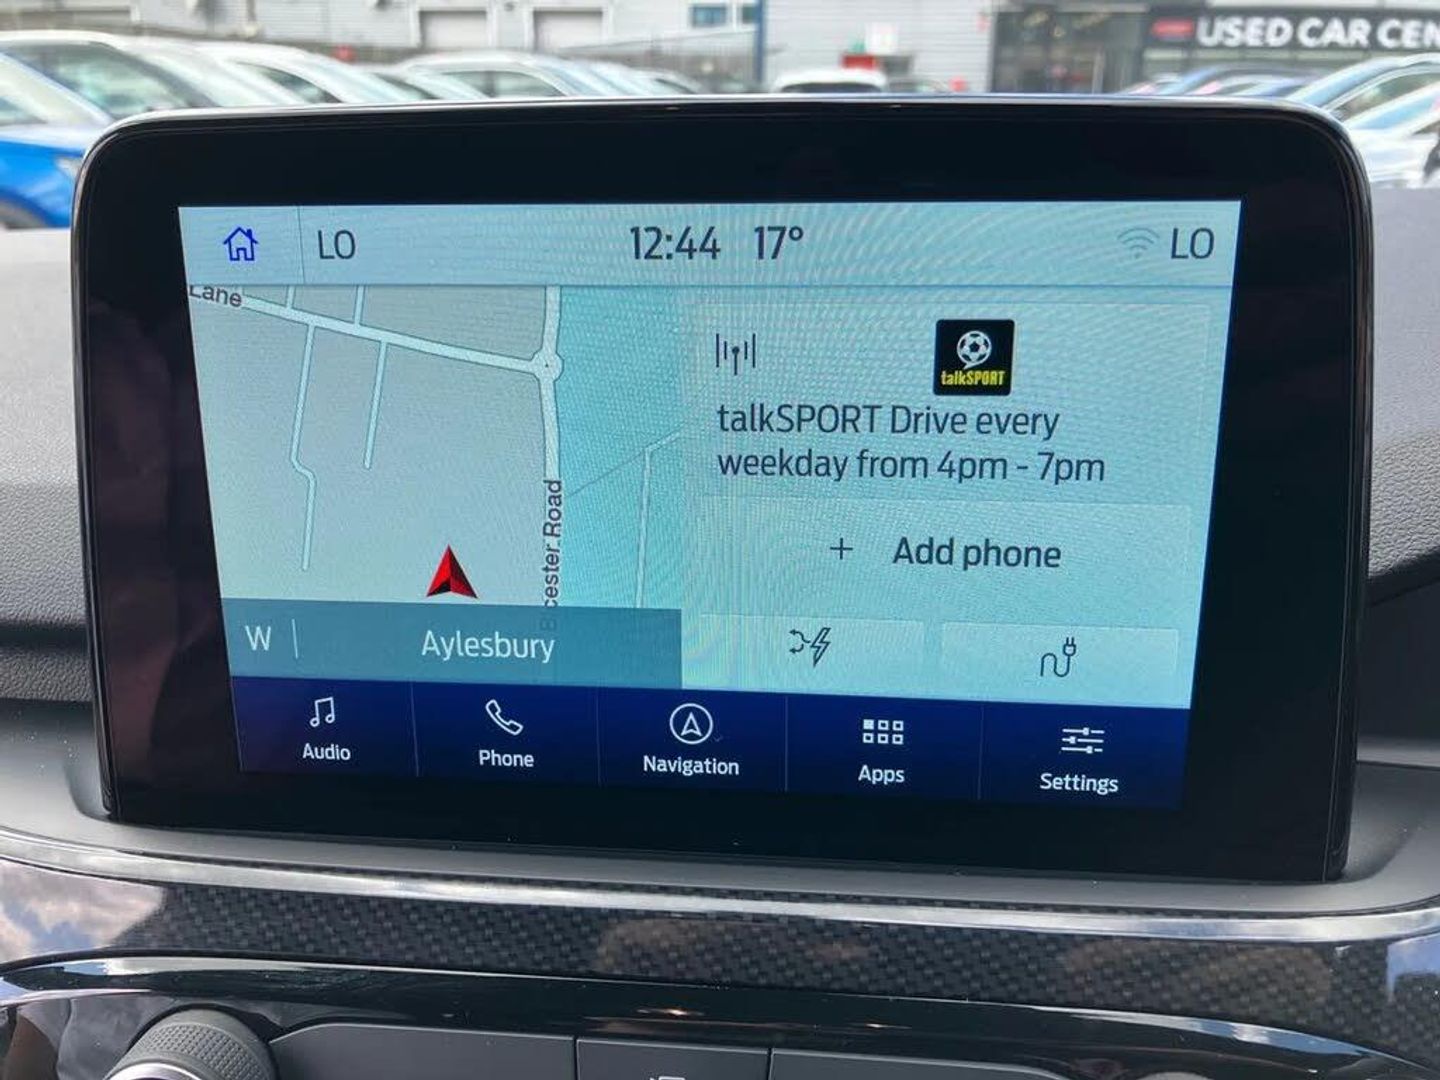 USED CAR CEN
LO 12:44 17° LO
Lane
talkSPORT
talkSPORT Drive every
weekday from 4pm - 7pm
Bicester Road
+ Add phone
W | Aylesbury
Audio Phone Navigation Apps Settings